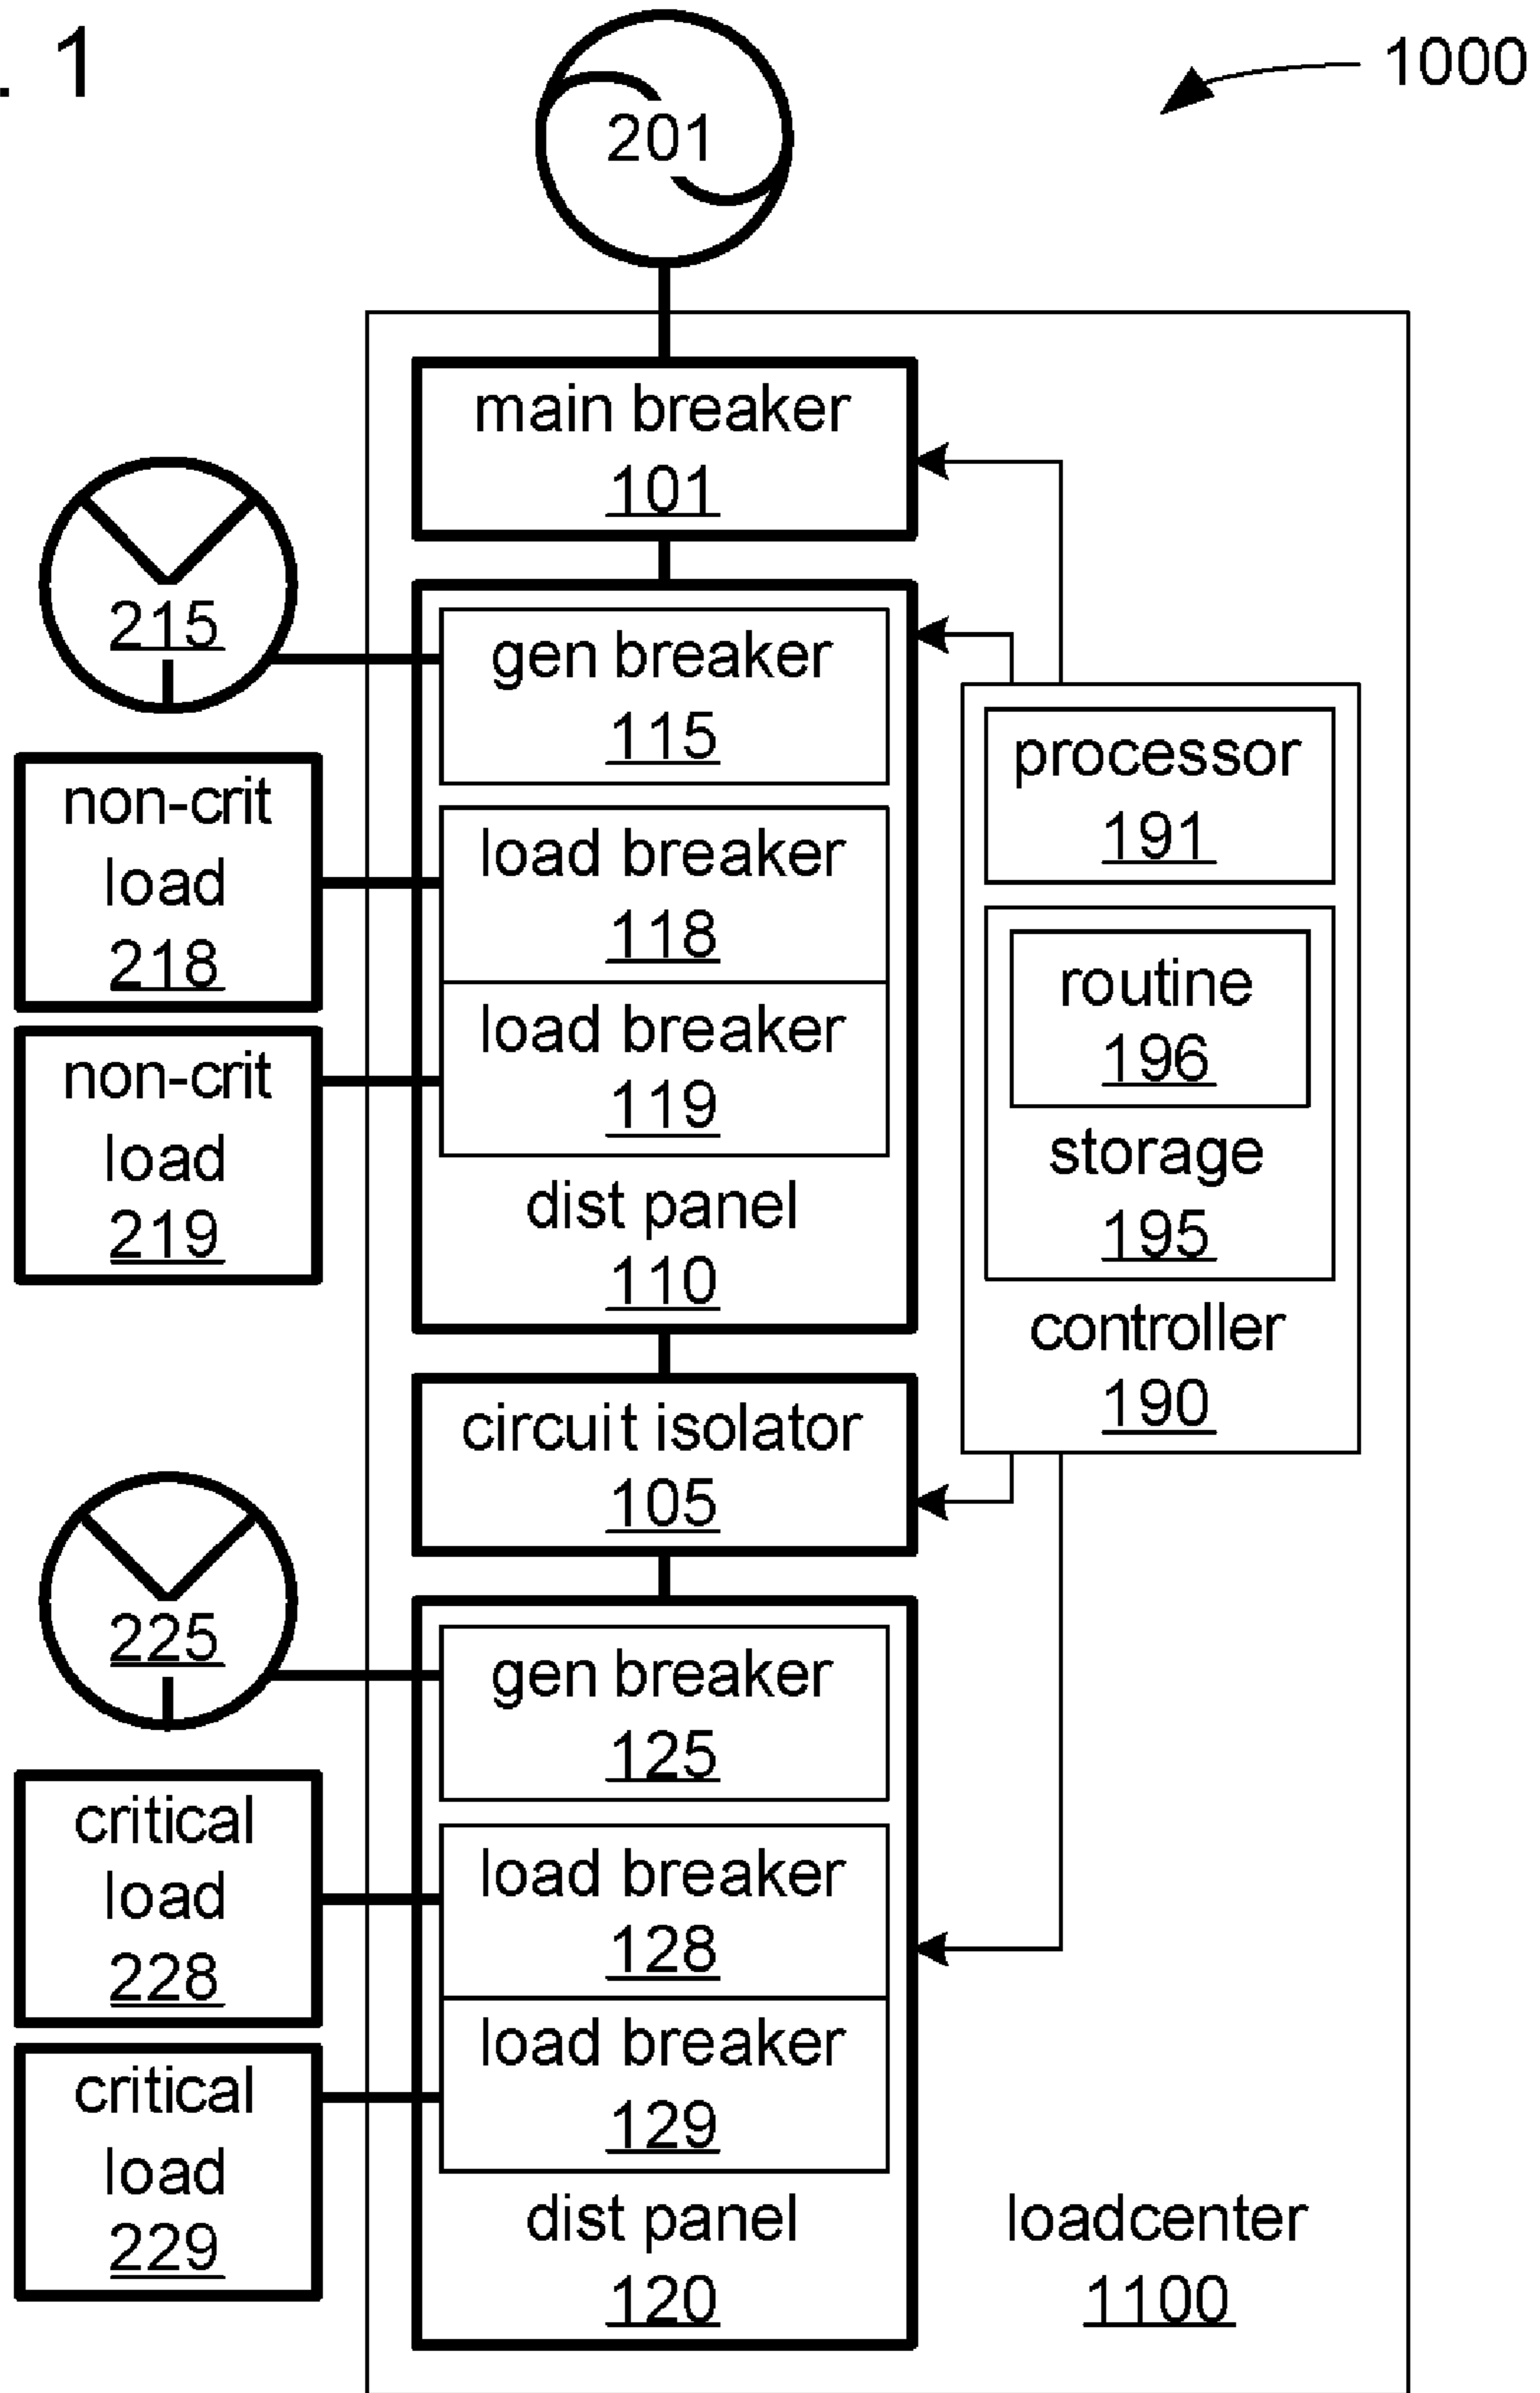 . 1
1000
201
main breaker
101
215
gen breaker
115
non-crit
load
218
load breaker
118
non-crit
load
219
load breaker
119
dist panel
110
processor
191
routine
196
storage
195
controller
190
circuit isolator
105
225
gen breaker
125
critical
load
228
load breaker
128
critical
load
229
load breaker
129
dist panel
120
loadcenter
1100